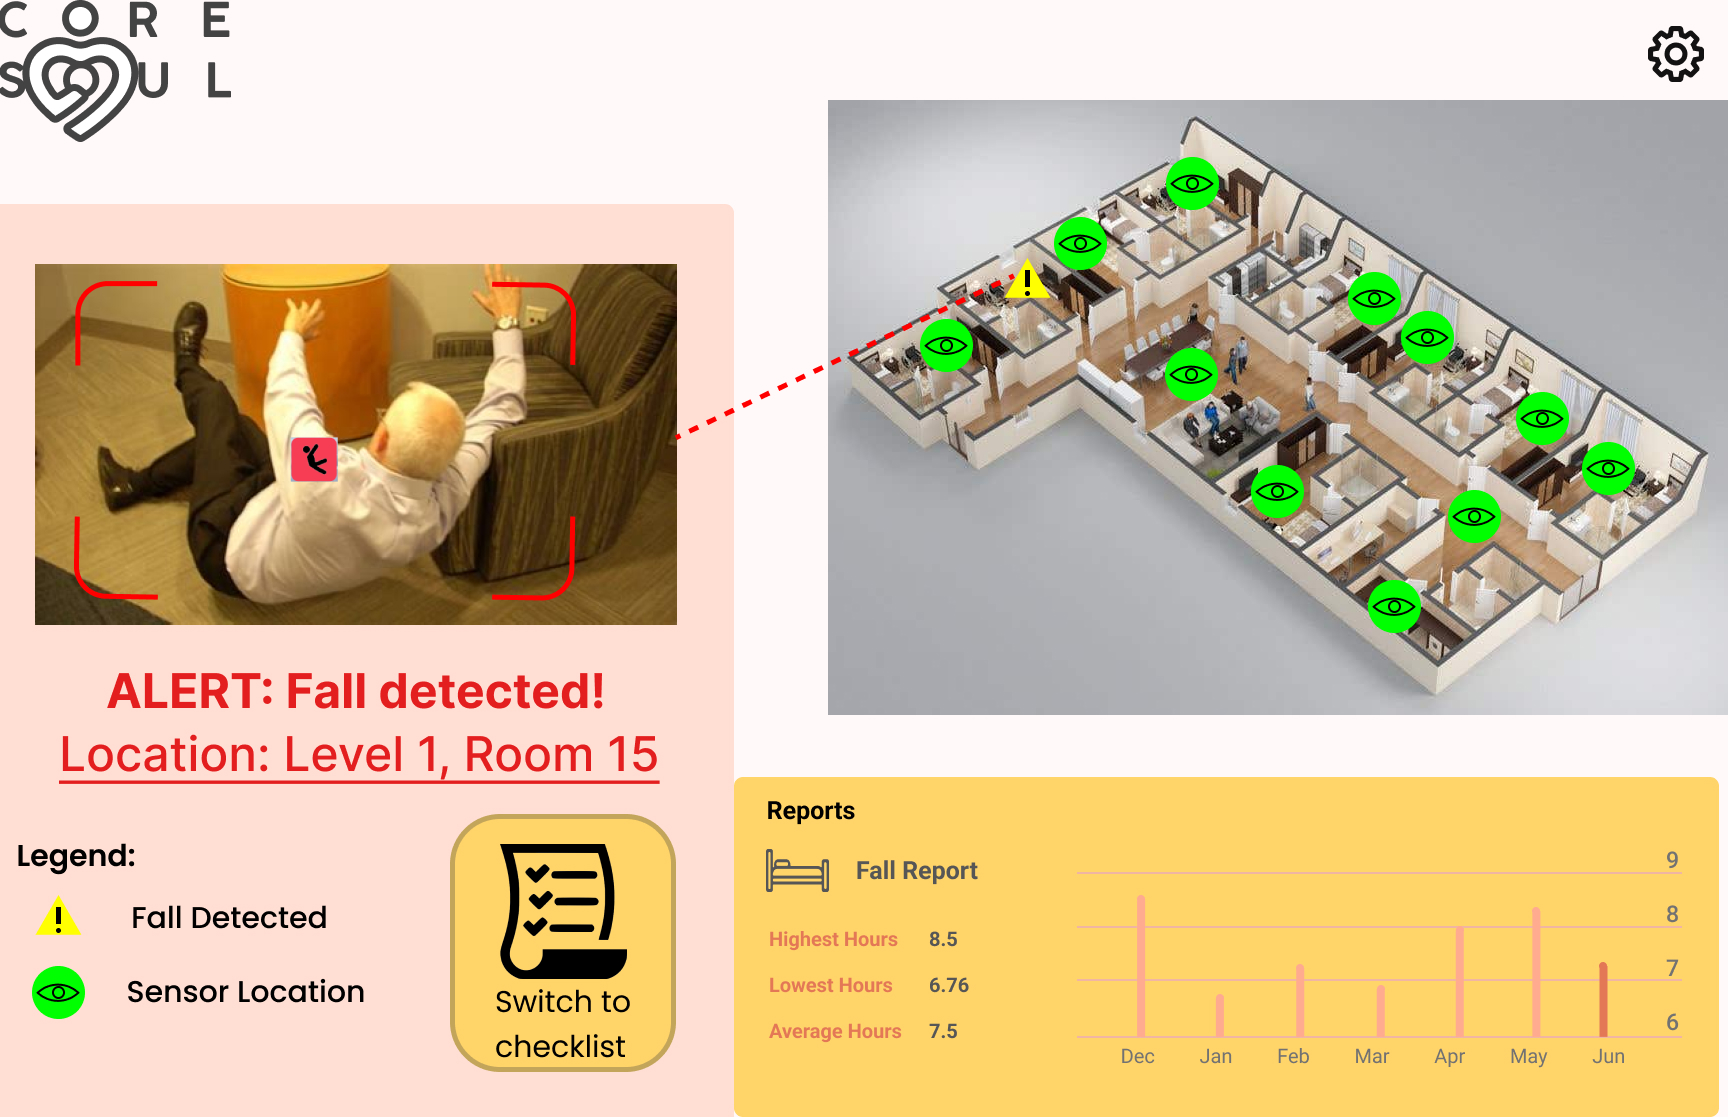 CORE
SOUL
ALERT: Fall detected!
Location: Level 1, Room 15
Legend:
Fall Detected
Sensor Location
Switch to
checklist
Reports
Fall Report
Highest Hours 8.5
Lowest Hours 6.76
Average Hours 7.5
9
8
7
6
Dec Jan Feb Mar Apr May Jun